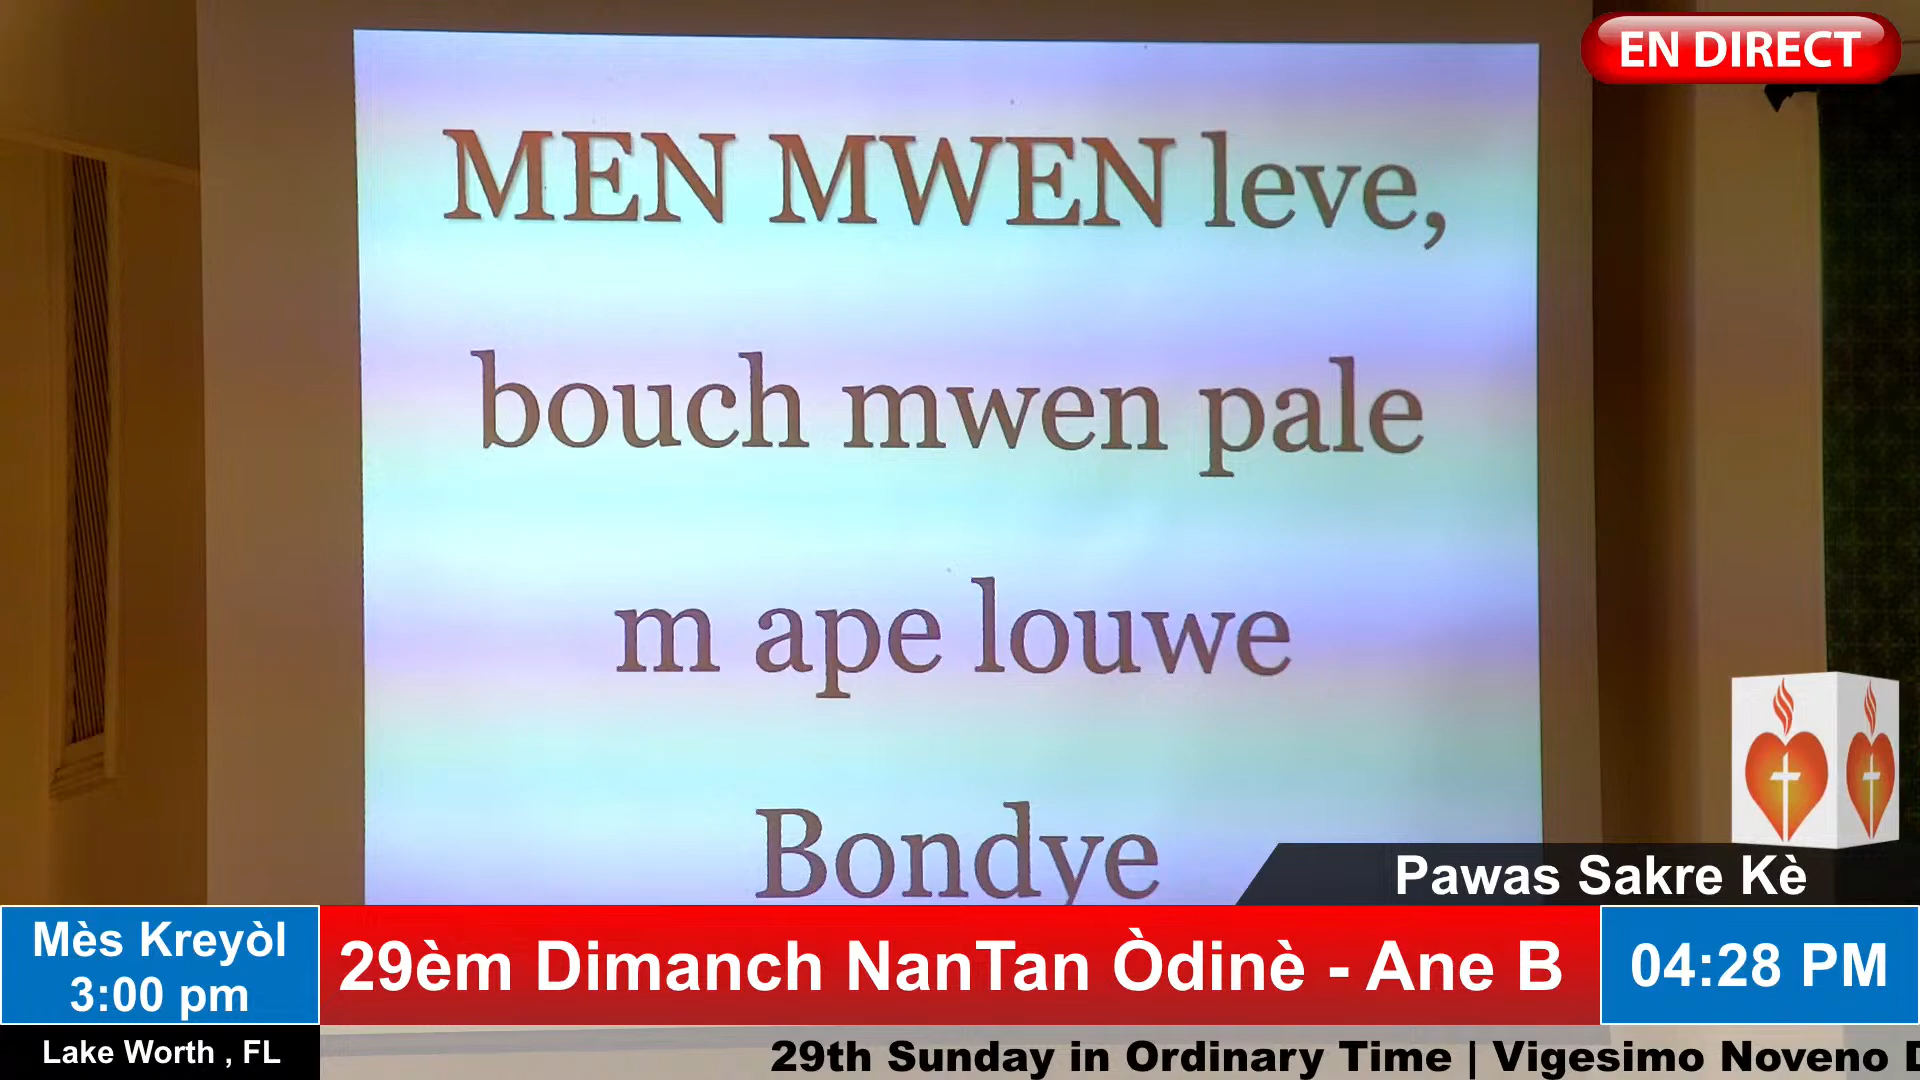 EN DIRECT
MEN MWEN leve,
bouch mwen pale
m ape louwe
Bondye
Pawas Sakre Kè
Mès Kreyòl
3:00 pm
29èm Dimanch NanTan Òdinè - Ane B
04:28 PM
Lake Worth , FL
29th Sunday in Ordinary Time | Vigesimo Noveno D